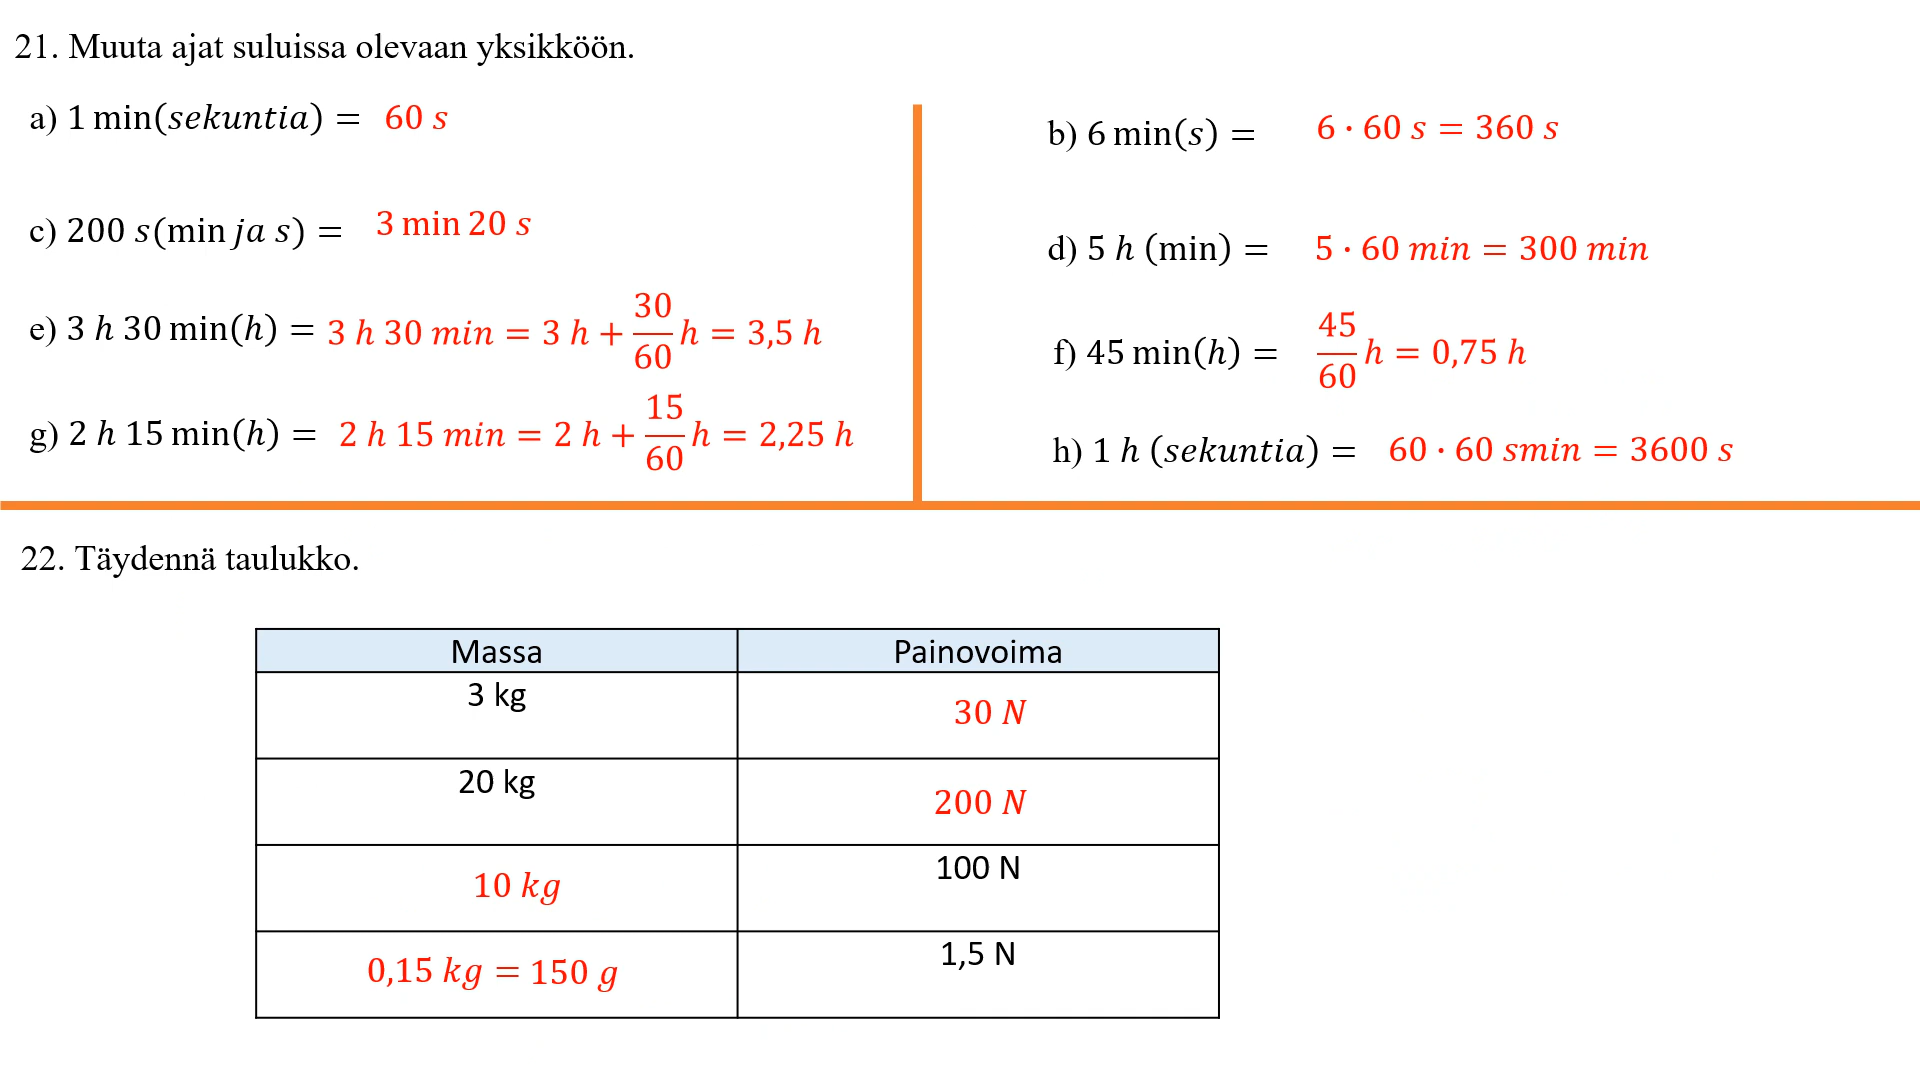 21. Muuta ajat suluissa olevaan yksikköön.
a) 1 min(sekuntia) = 60 s
b) 6 min(s) = 6 · 60 s = 360 s
c) 200 s(min ja s) = 3 min 20 s
d) 5 h (min) = 5 · 60 min = 300 min
e) 3 h 30 min(h) = 3 h 30 min = 3 h + 30/60 h = 3,5 h
f) 45 min(h) = 45/60 h = 0,75 h
g) 2 h 15 min(h) = 2 h 15 min = 2 h + 15/60 h = 2,25 h
h) 1 h (sekuntia) = 60 · 60 smin = 3600 s
22. Täydennä taulukko.
Massa Painovoima
3 kg 30 N
20 kg 200 N
10 kg 100 N
0,15 kg = 150 g 1,5 N